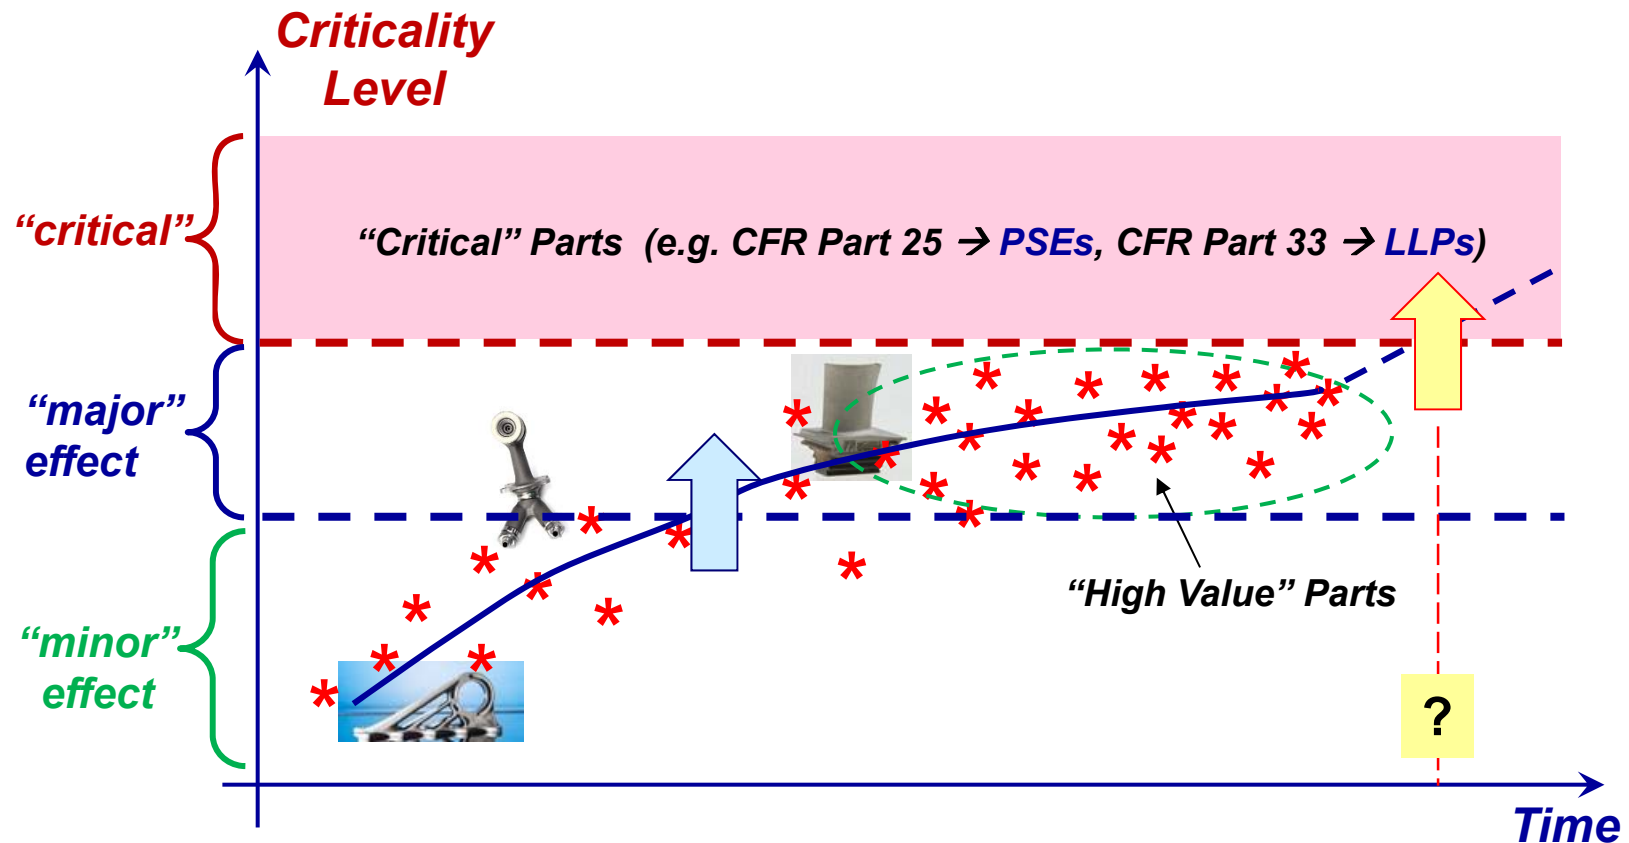 Criticality
Level
“critical”
“Critical” Parts (e.g. CFR Part 25 → PSEs, CFR Part 33 → LLPs)
“major”
effect
“High Value” Parts
“minor”
effect
?
Time